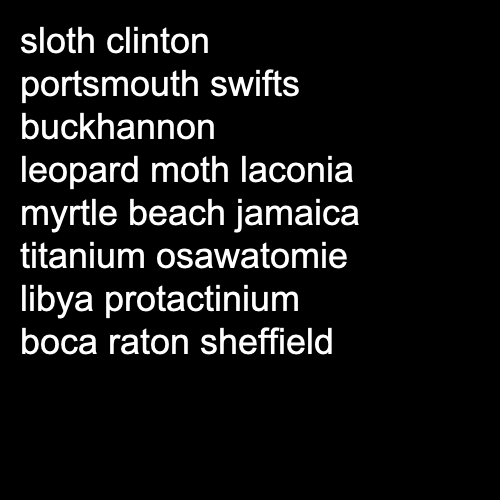 sloth clinton
portsmouth swifts
buckhannon
leopard moth laconia
myrtle beach jamaica
titanium osawatomie
libya protactinium
boca raton sheffield